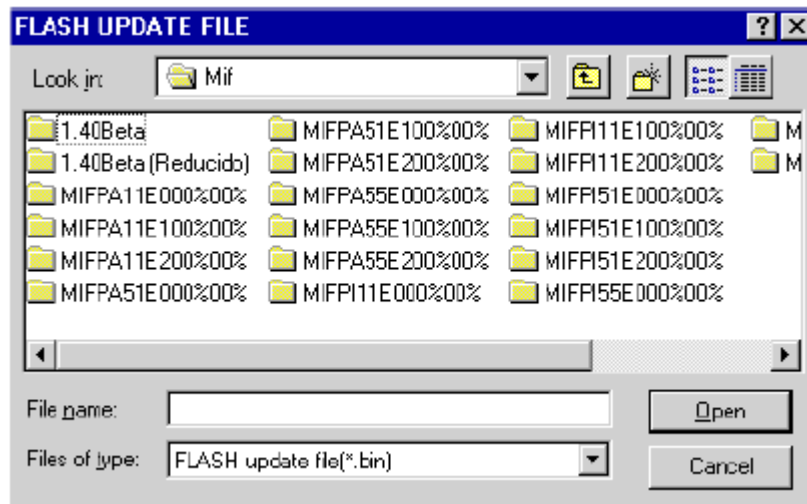 FLASH UPDATE FILE
Look in: Mif
1.40Beta MIFPA51E100%00% MIFPI11E100%00% M
1.40Beta (Reducido) MIFPA51E200%00% MIFPI11E200%00% M
MIFPA11E000%00% MIFPA55E000%00% MIFPI51E000%00%
MIFPA11E100%00% MIFPA55E100%00% MIFPI51E100%00%
MIFPA11E200%00% MIFPA55E200%00% MIFPI51E200%00%
MIFPA51E000%00% MIFPI11E000%00% MIFPI55E000%00%
File name: Open
Files of type: FLASH update file(*.bin) Cancel